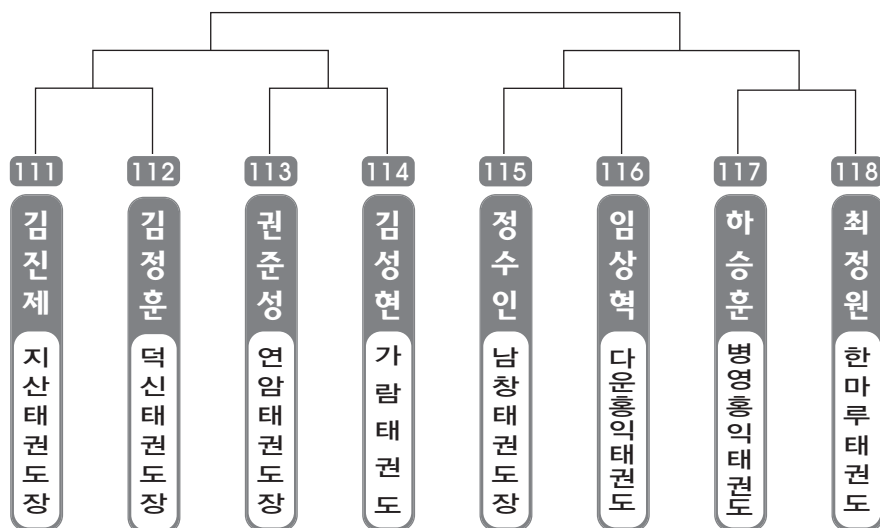 111
김진제
지산태권도장
112
김정훈
덕신태권도장
113
권준성
연암태권도장
114
김성현
가람태권도
115
정수인
남창태권도장
116
임상혁
다운홍익태권도
117
하승훈
병영홍익태권도
118
최정원
한마루태권도